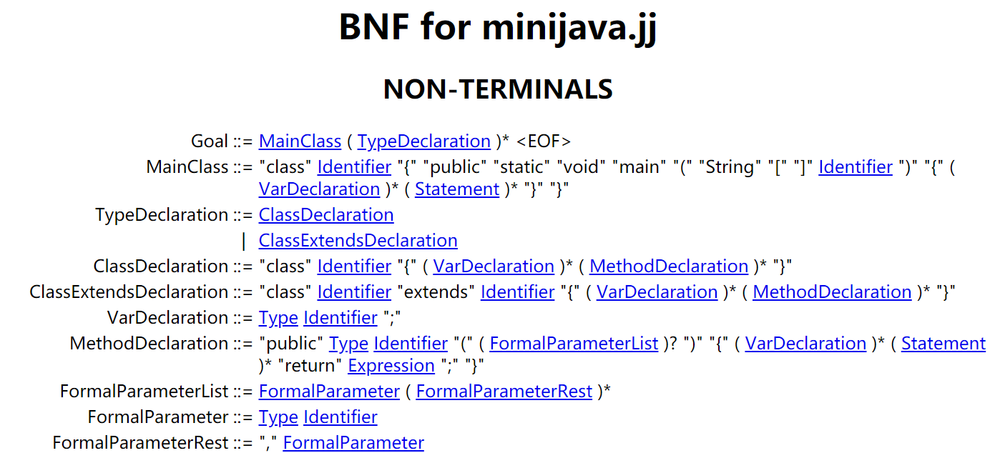 BNF for minijava.jj
NON-TERMINALS
Goal ::= MainClass ( TypeDeclaration )* <EOF>
MainClass ::= "class" Identifier "{" "public" "static" "void" "main" "(" "String" "[" "]" Identifier ")" "{" (
VarDeclaration )* ( Statement )* "}" "}"
TypeDeclaration ::= ClassDeclaration
| ClassExtendsDeclaration
ClassDeclaration ::= "class" Identifier "{" ( VarDeclaration )* ( MethodDeclaration )* "}"
ClassExtendsDeclaration ::= "class" Identifier "extends" Identifier "{" ( VarDeclaration )* ( MethodDeclaration )* "}"
VarDeclaration ::= Type Identifier ";"
MethodDeclaration ::= "public" Type Identifier "(" ( FormalParameterList )? ")" "{" ( VarDeclaration )* ( Statement
)* "return" Expression ";" "}"
FormalParameterList ::= FormalParameter ( FormalParameterRest )*
FormalParameter ::= Type Identifier
FormalParameterRest ::= "," FormalParameter